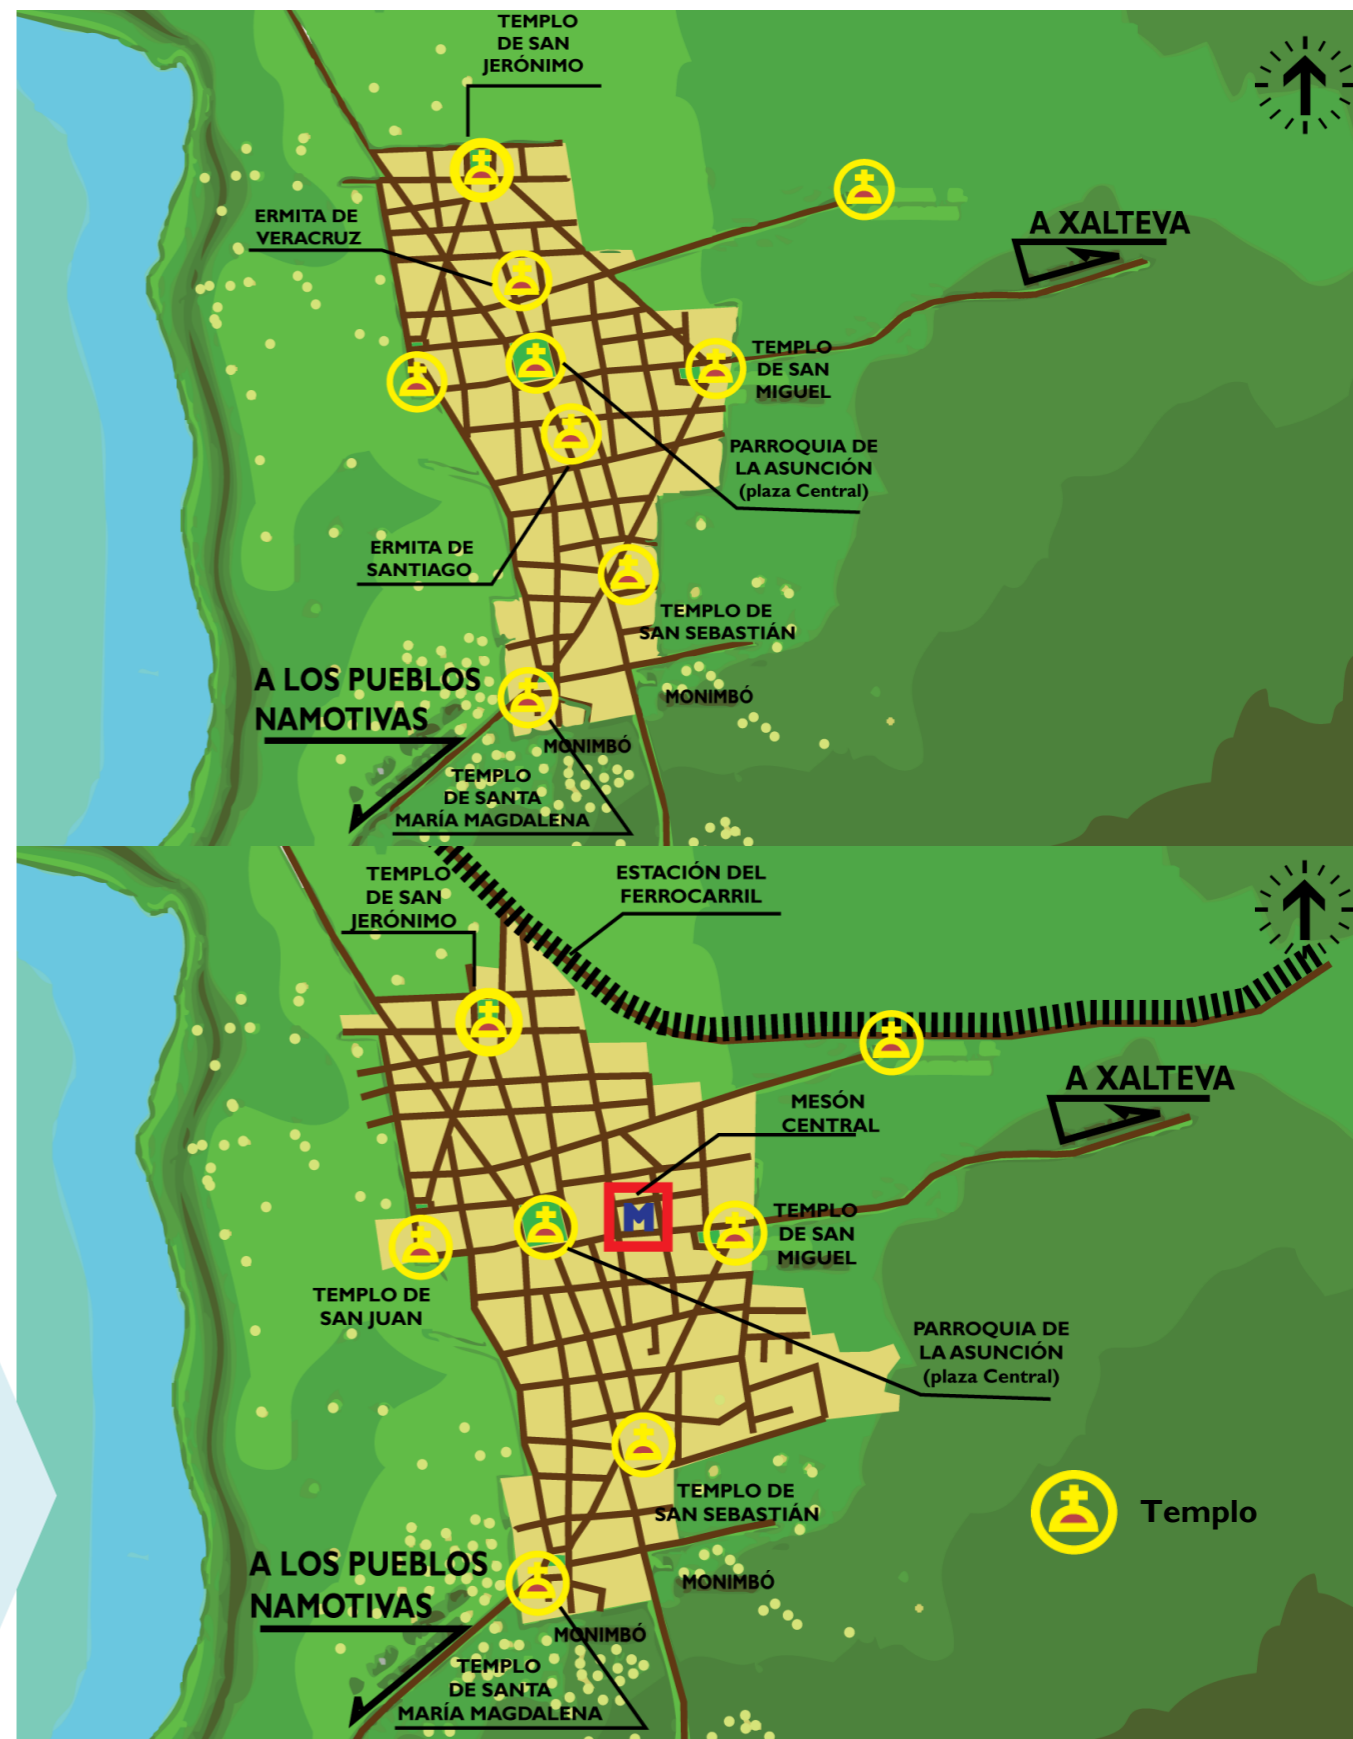 TEMPLO
DE SAN
JERÓNIMO
ERMITA DE
VERACRUZ
A XALTEVA
TEMPLO
DE SAN
MIGUEL
PARROQUIA DE
LA ASUNCIÓN
(plaza Central)
ERMITA DE
SANTIAGO
TEMPLO DE
SAN SEBASTIÁN
A LOS PUEBLOS
NAMOTIVAS
MONIMBÓ
MONIMBÓ
TEMPLO
DE SANTA
MARÍA MAGDALENA
TEMPLO
DE SAN
JERÓNIMO
ESTACIÓN DEL
FERROCARRIL
A XALTEVA
MESÓN
CENTRAL
M
TEMPLO
DE SAN
MIGUEL
TEMPLO DE
SAN JUAN
PARROQUIA DE
LA ASUNCIÓN
(plaza Central)
TEMPLO DE
SAN SEBASTIÁN
Templo
A LOS PUEBLOS
NAMOTIVAS
MONIMBÓ
MONIMBÓ
TEMPLO
DE SANTA
MARÍA MAGDALENA